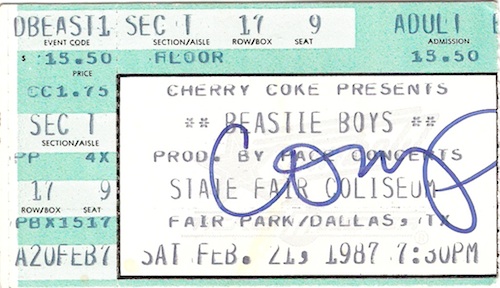 DBEAST1 SEC 1 17 9 ADULT
EVENT CODE SECTION/AISLE ROW/BOX SEAT ADMISSION
$ 15.50 FLOOR 15.50
PRICE
CC1.75 CHERRY COKE PRESENTS
SECTION/AISLE
SEC 1 ** BEASTIE BOYS **
PP 4X PROD. BY PACE CONCERTS
17 9 STATE FAIR COLISEUM
ROW/BOX SEAT
PBX1517 FAIR PARK/DALLAS, TX
A20FEB7 SAT FEB. 21, 1987 7:30PM